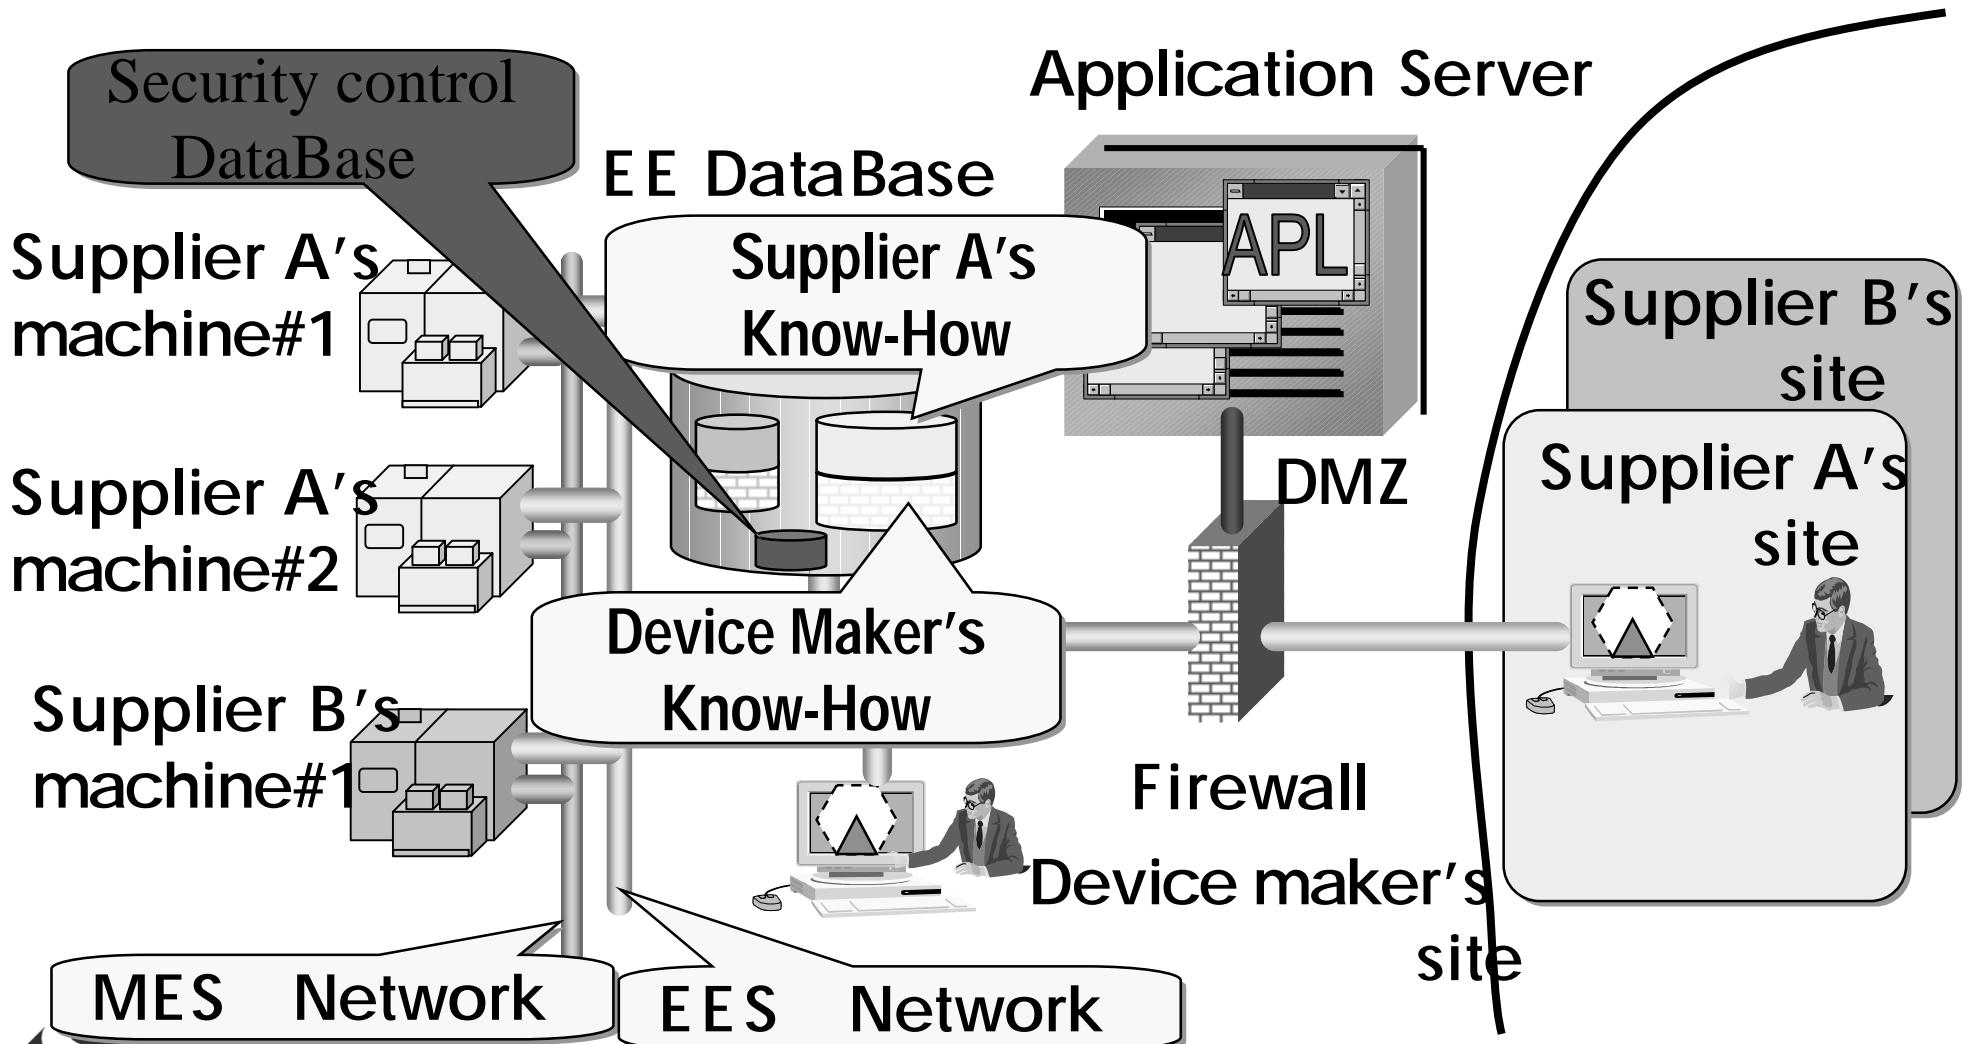 Security control
DataBase
Application Server
EE DataBase
Supplier A's
machine#1
Supplier A's
Know-How
APL
Supplier B's
site
Supplier A's
site
DMZ
Supplier A's
machine#2
Device Maker's
Know-How
Supplier B's
machine#1
Firewall
Device maker's
site
MES Network
EES Network